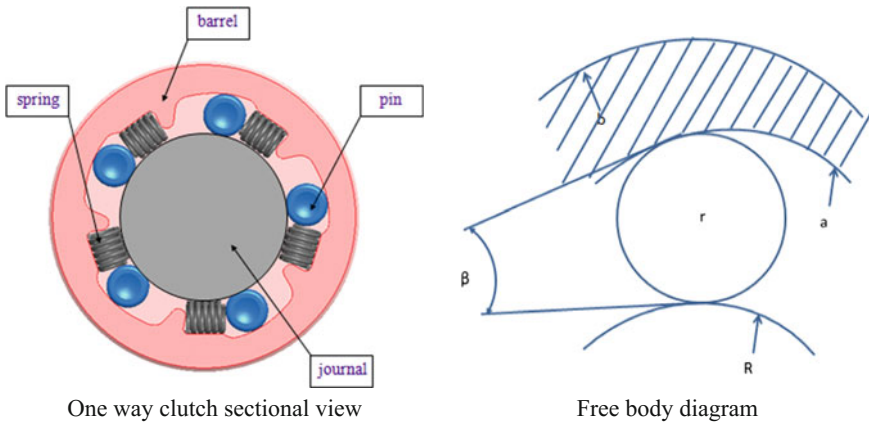 barrel
spring
pin
journal
b
r
a
β
R
One way clutch sectional view
Free body diagram